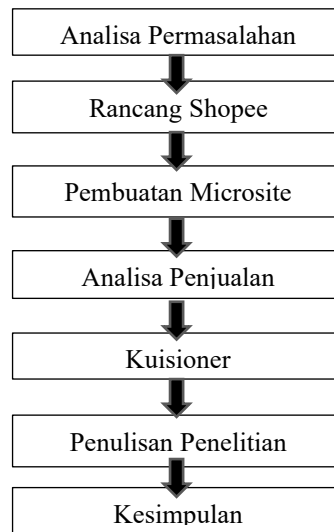 Analisa Permasalahan
Rancang Shopee
Pembuatan Microsite
Analisa Penjualan
Kuisioner
Penulisan Penelitian
Kesimpulan